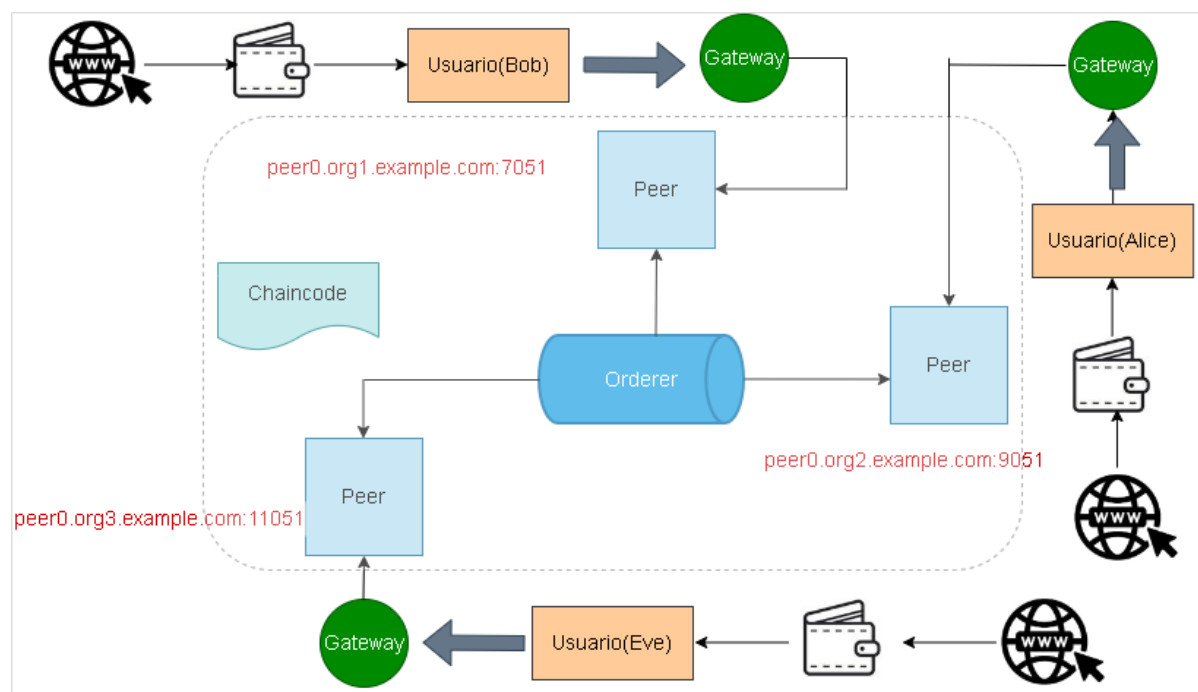 WWW
Usuario(Bob)
Gateway
Gateway
peer0.org1.example.com:7051
Peer
Usuario(Alice)
Chaincode
Orderer
Peer
peer0.org2.example.com:9051
Peer
peer0.org3.example.com:11051
WWW
Gateway
Usuario(Eve)
WWW